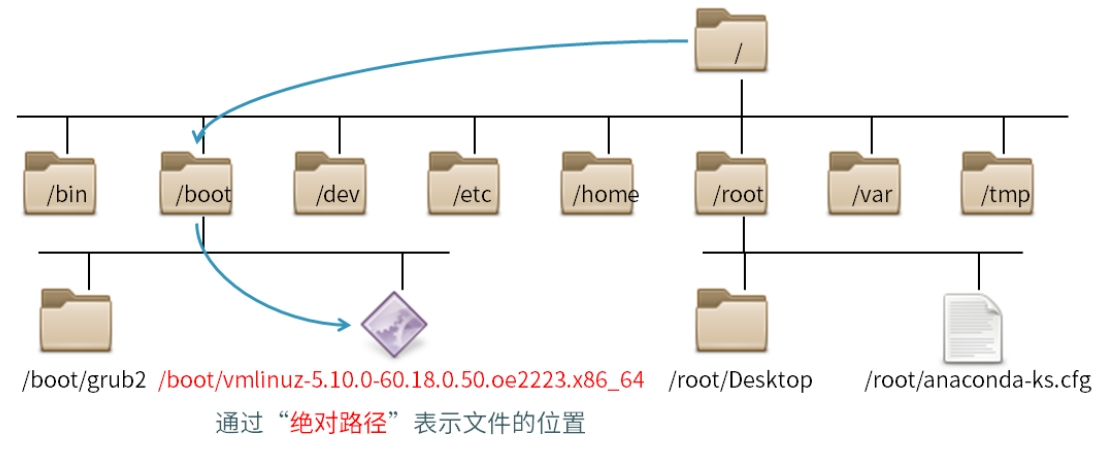 /
/bin
/boot
/dev
/etc
/home
/root
/var
/tmp
/boot/grub2
/boot/vmlinuz-5.10.0-60.18.0.50.oe2223.x86_64
/root/Desktop
/root/anaconda-ks.cfg
通过“绝对路径”表示文件的位置